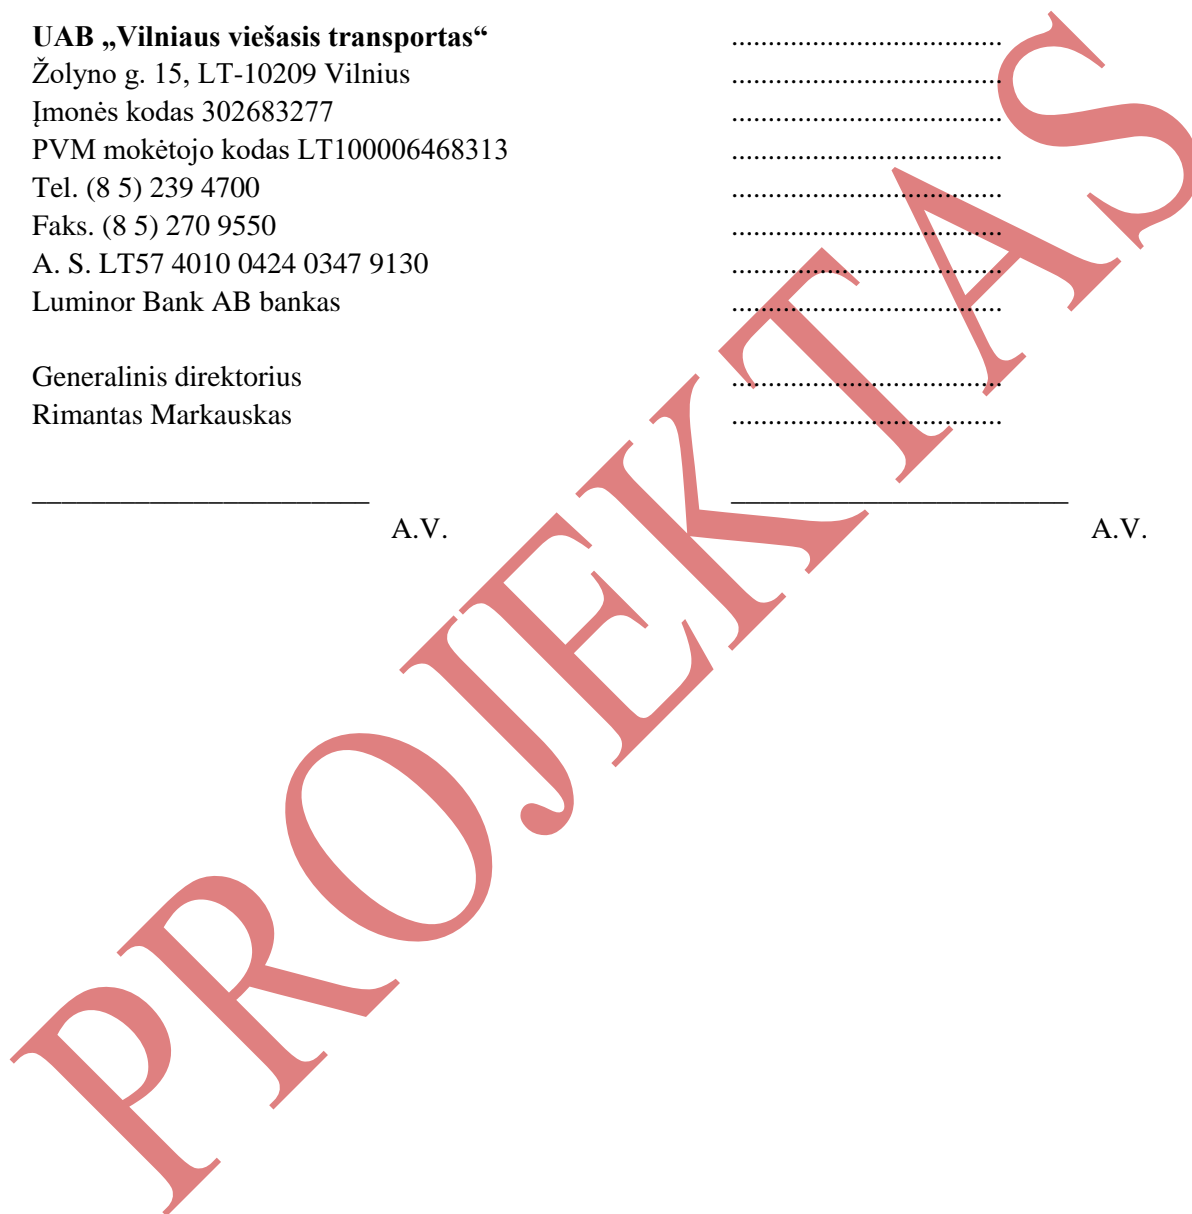 UAB „Vilniaus viešasis transportas“
Žolyno g. 15, LT-10209 Vilnius
Įmonės kodas 302683277
PVM mokėtojo kodas LT100006468313
Tel. (8 5) 239 4700
Faks. (8 5) 270 9550
A. S. LT57 4010 0424 0347 9130
Luminor Bank AB bankas
Generalinis direktorius
Rimantas Markauskas
....................................
....................................
....................................
....................................
....................................
....................................
....................................
....................................
....................................
....................................
________________________
A.V.
________________________
A.V.
PROJEKTAS